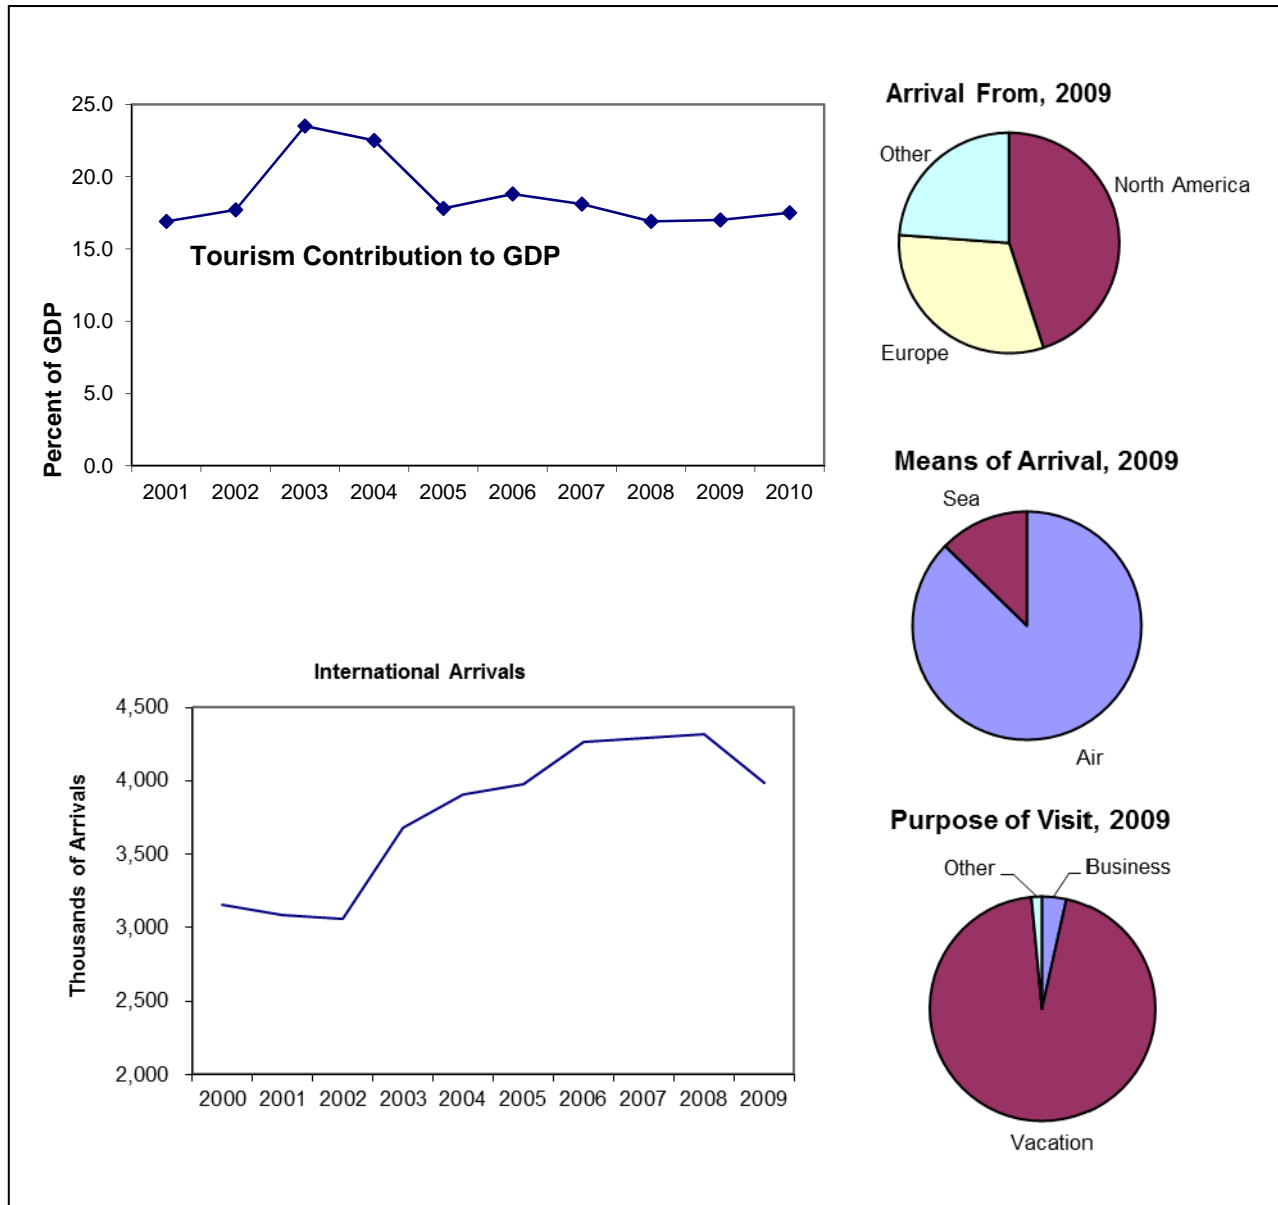 25.0
20.0
15.0
10.0
5.0
0.0
Percent of GDP
Tourism Contribution to GDP
2001 2002 2003 2004 2005 2006 2007 2008 2009 2010
Arrival From, 2009
Other
North America
Europe
Means of Arrival, 2009
Sea
Air
International Arrivals
4,500
4,000
3,500
3,000
2,500
2,000
Thousands of Arrivals
2000 2001 2002 2003 2004 2005 2006 2007 2008 2009
Purpose of Visit, 2009
Other Business
Vacation